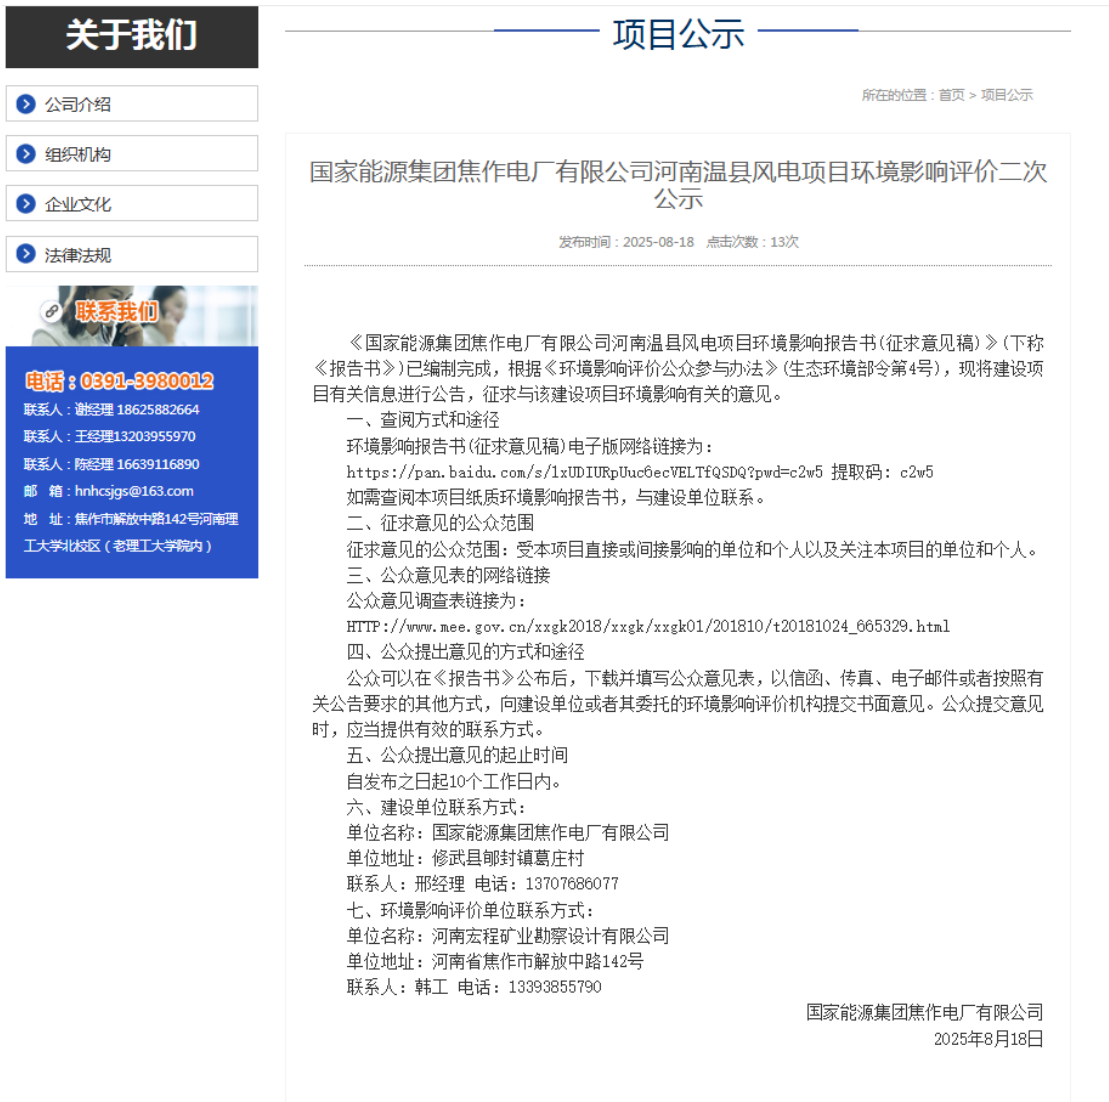 关于我们
公司介绍
组织机构
企业文化
法律法规
联系我们
电话：0391-3980012
联系人：谢经理 18625882664
联系人：王经理13203955970
联系人：陈经理 16639116890
邮 箱：hnhcsjgs@163.com
地 址：焦作市解放中路142号河南理
工大学北校区（老理工大学院内）
项目公示
所在的位置：首页 > 项目公示
国家能源集团焦作电厂有限公司河南温县风电项目环境影响评价二次
公示
发布时间：2025-08-18 点击次数：13次
《国家能源集团焦作电厂有限公司河南温县风电项目环境影响报告书(征求意见稿)》(下称
《报告书》)已编制完成，根据《环境影响评价公众参与办法》(生态环境部令第4号)，现将建设项
目有关信息进行公告，征求与该建设项目环境影响有关的意见。
一、查阅方式和途径
环境影响报告书(征求意见稿)电子版网络链接为：
https://pan.baidu.com/s/1xUDIURpUuc6ecVELTfQSDQ?pwd=c2w5 提取码: c2w5
如需查阅本项目纸质环境影响报告书，与建设单位联系。
二、征求意见的公众范围
征求意见的公众范围：受本项目直接或间接影响的单位和个人以及关注本项目的单位和个人。
三、公众意见表的网络链接
公众意见调查表链接为：
HTTP://www.mee.gov.cn/xxgk2018/xxgk/xxgk01/201810/t20181024_665329.html
四、公众提出意见的方式和途径
公众可以在《报告书》公布后，下载并填写公众意见表，以信函、传真、电子邮件或者按照有
关公告要求的其他方式，向建设单位或者其委托的环境影响评价机构提交书面意见。公众提交意见
时，应当提供有效的联系方式。
五、公众提出意见的起止时间
自发布之日起10个工作日内。
六、建设单位联系方式：
单位名称：国家能源集团焦作电厂有限公司
单位地址：修武县郇封镇葛庄村
联系人：邢经理 电话：13707686077
七、环境影响评价单位联系方式：
单位名称：河南宏程矿业勘察设计有限公司
单位地址：河南省焦作市解放中路142号
联系人：韩工 电话：13393855790
国家能源集团焦作电厂有限公司
2025年8月18日